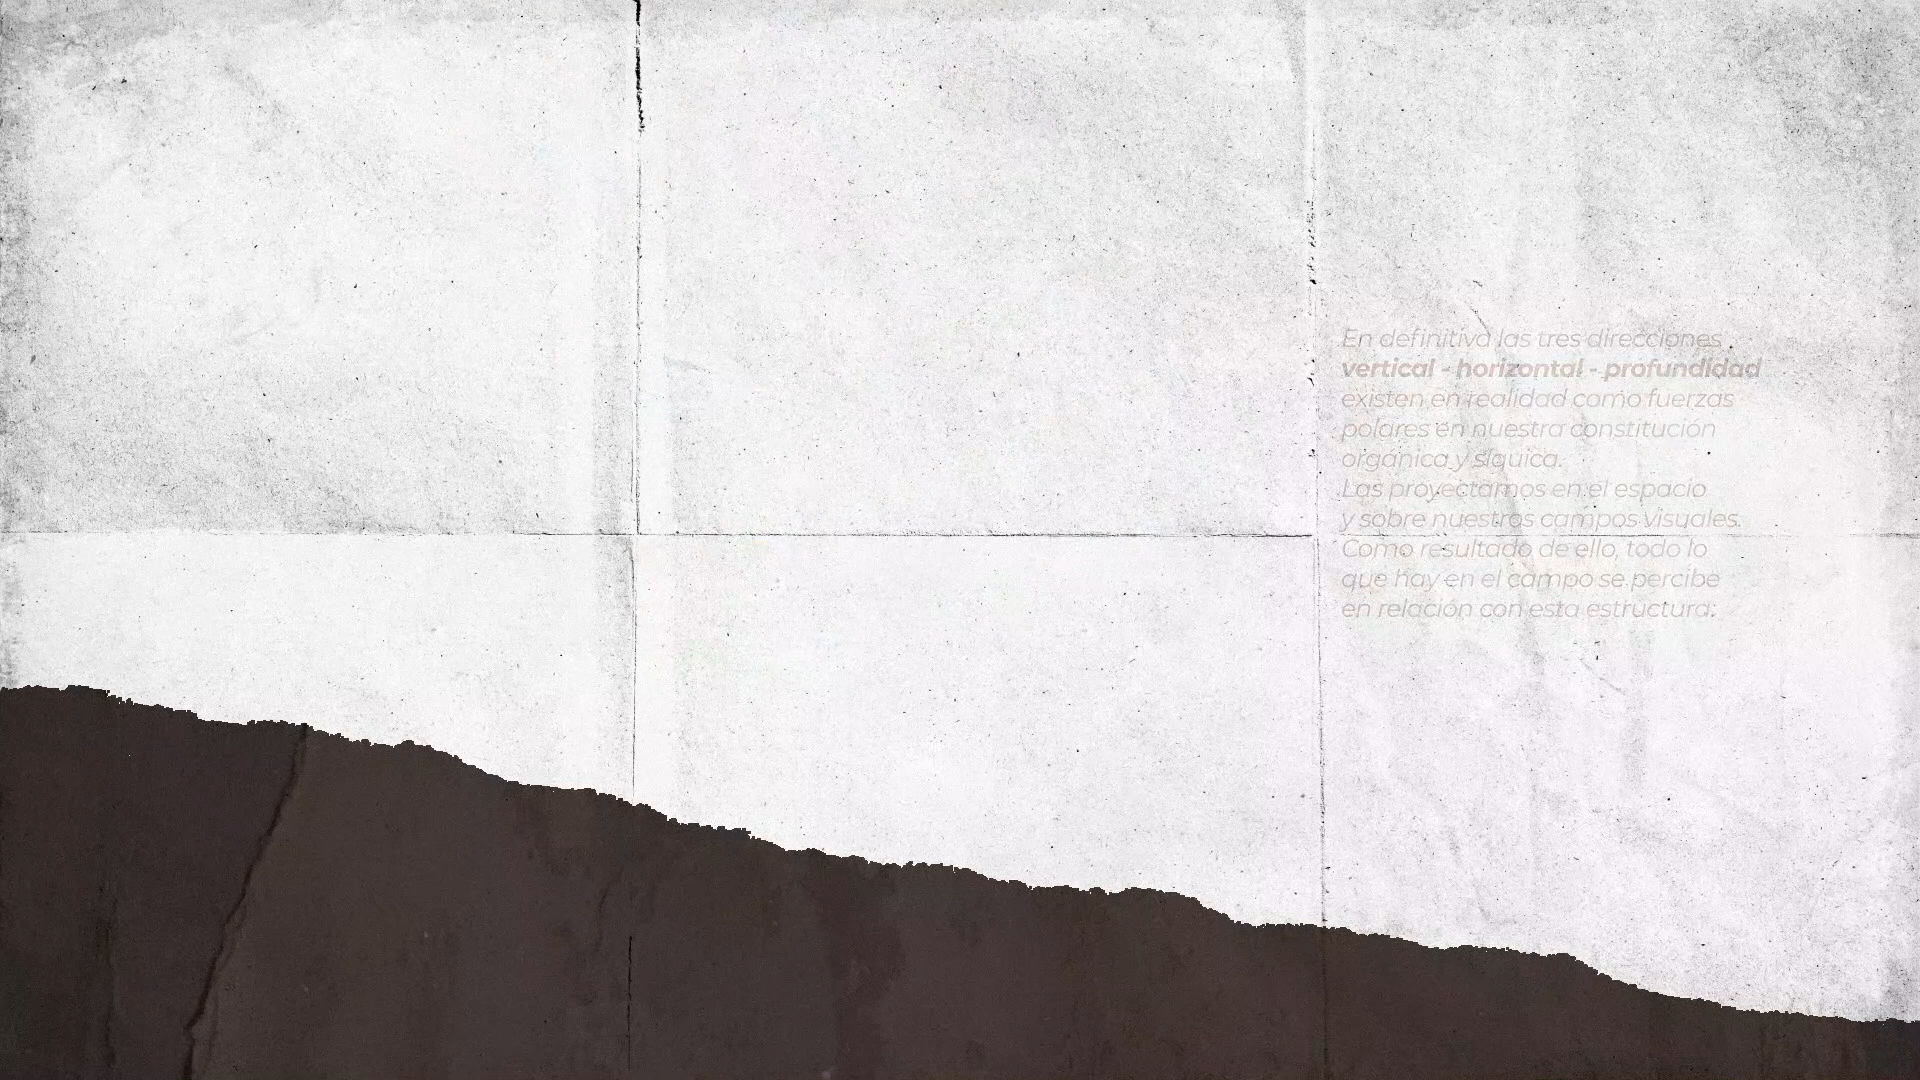 En definitiva las tres direcciones
vertical - horizontal - profundidad
existen en realidad como fuerzas
polares en nuestra constitución
orgánica y síquica.
Las proyectamos en el espacio
y sobre nuestros campos visuales.
Como resultado de ello, todo lo
que hay en el campo se percibe
en relación con esta estructura.